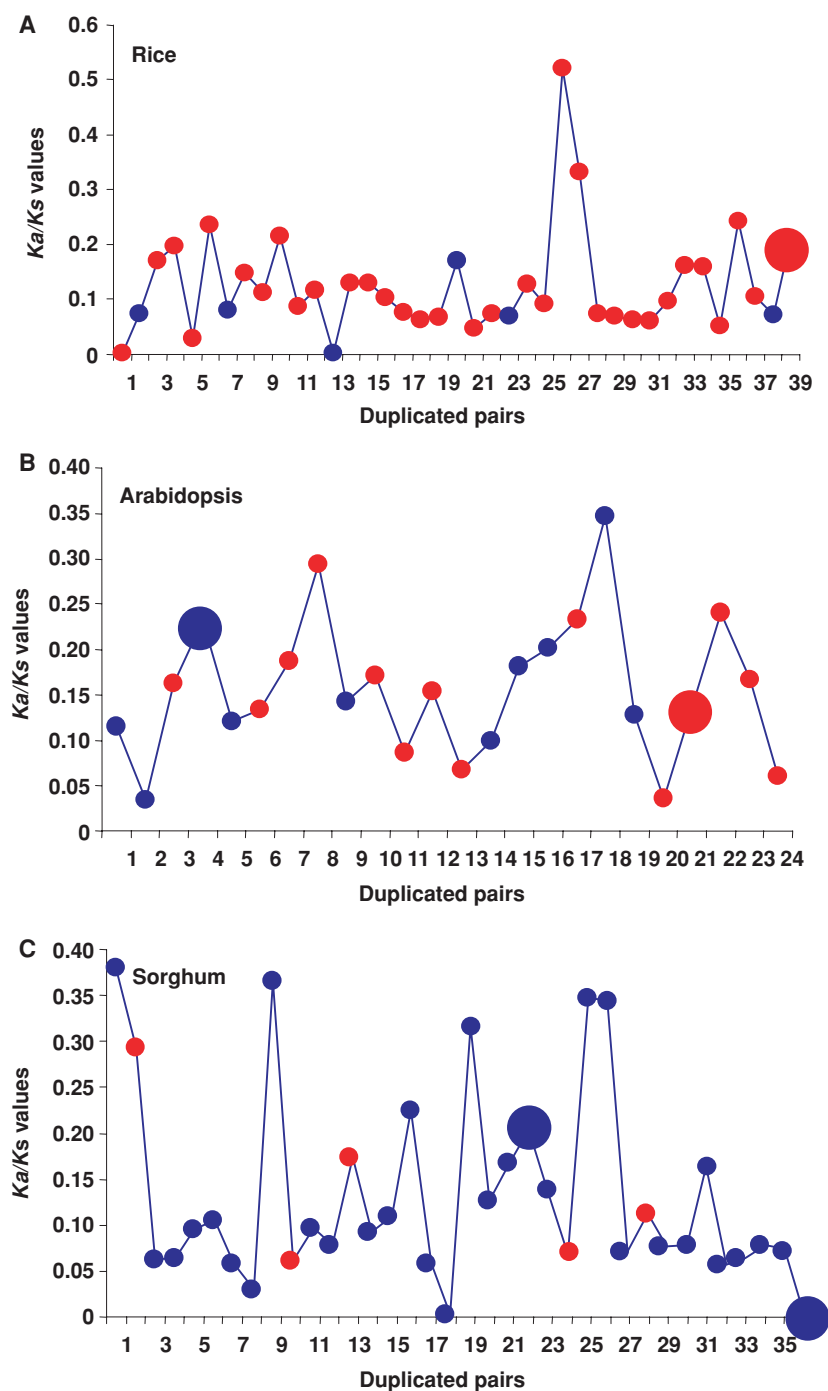 A
Rice
Ka/Ks values
0.6
0.5
0.4
0.3
0.2
0.1
0
1 3 5 7 9 11 13 15 17 19 21 23 25 27 29 31 33 35 37 39
Duplicated pairs
B
Arabidopsis
Ka/Ks values
0.40
0.35
0.30
0.25
0.20
0.15
0.10
0.05
0
1 2 3 4 5 6 7 8 9 10 11 12 13 14 15 16 17 18 19 20 21 22 23 24
Duplicated pairs
C
Sorghum
Ka/Ks values
0.40
0.35
0.30
0.25
0.20
0.15
0.10
0.05
0
1 3 5 7 9 11 13 15 17 19 21 23 25 27 29 31 33 35
Duplicated pairs